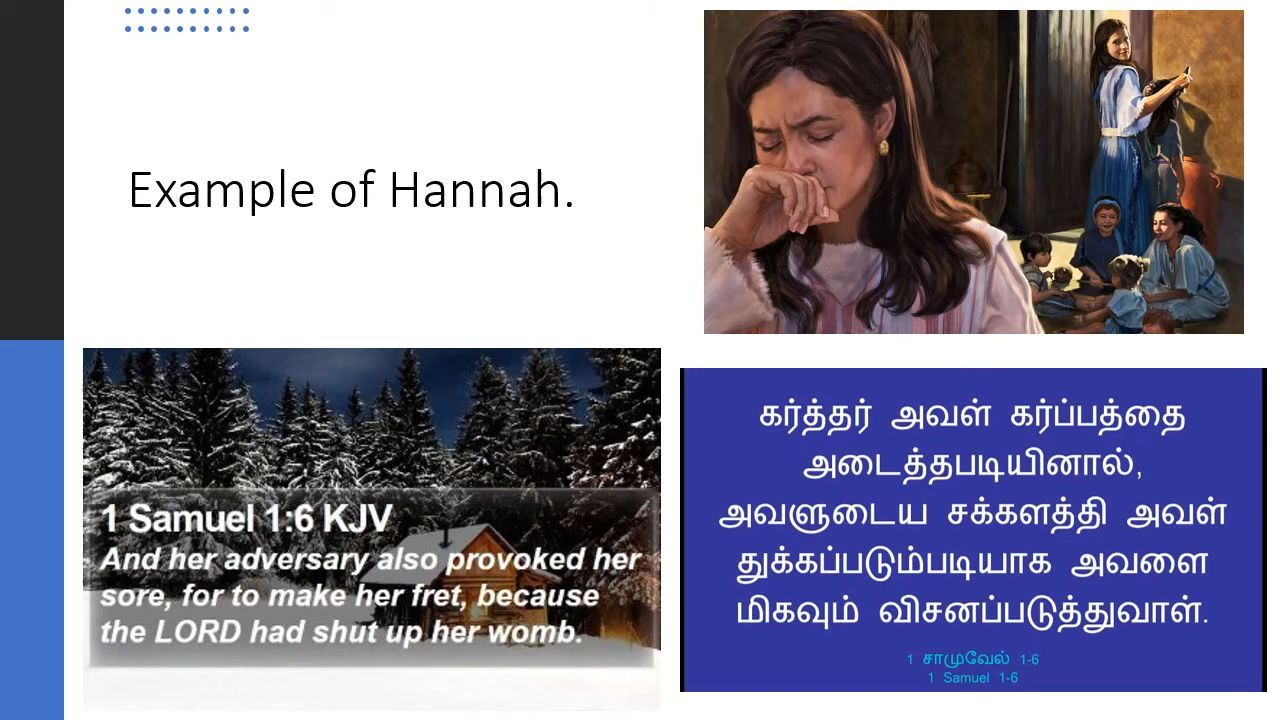 Example of Hannah.
1 Samuel 1:6 KJV
And her adversary also provoked her
sore, for to make her fret, because
the LORD had shut up her womb.
கர்த்தர் அவள் கர்ப்பத்தை
அடைத்தபடியினால்,
அவளுடைய சக்களத்தி அவள்
துக்கப்படும்படியாக அவளை
மிகவும் விசனப்படுத்துவாள்.
1 சாமுவேல் 1-6
1 Samuel 1-6